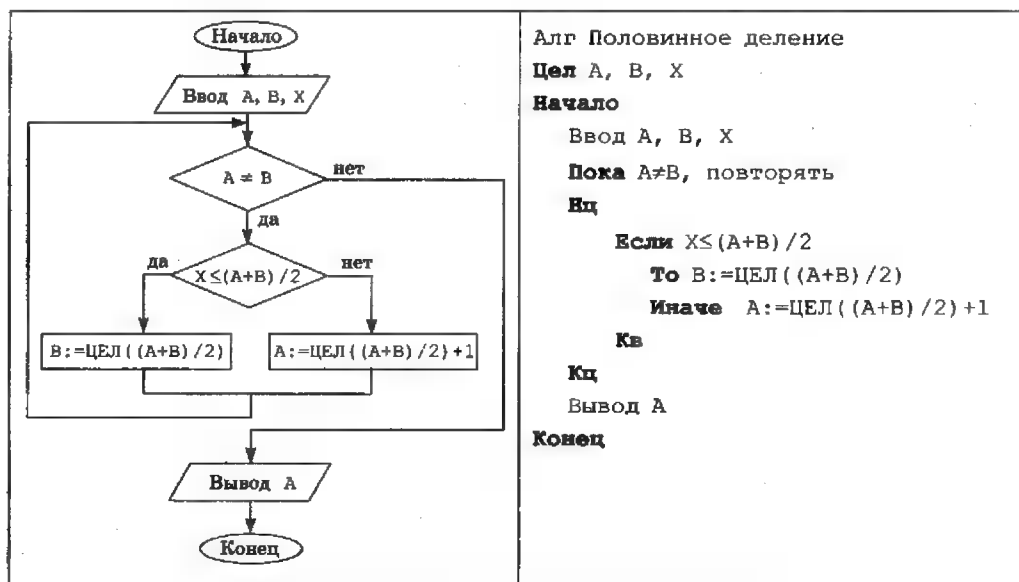 Начало
Ввод A, B, X
A ≠ B
нет
да
да
X≤(A+B)/2
нет
B:=ЦЕЛ((A+B)/2)
A:=ЦЕЛ((A+B)/2)+1
Вывод A
Конец
Алг Половинное деление
Цел A, B, X
Начало
Ввод A, B, X
Пока A≠B, повторять
Нц
Если X≤(A+B)/2
То B:=ЦЕЛ((A+B)/2)
Иначе A:=ЦЕЛ((A+B)/2)+1
Кв
Кц
Вывод A
Конец